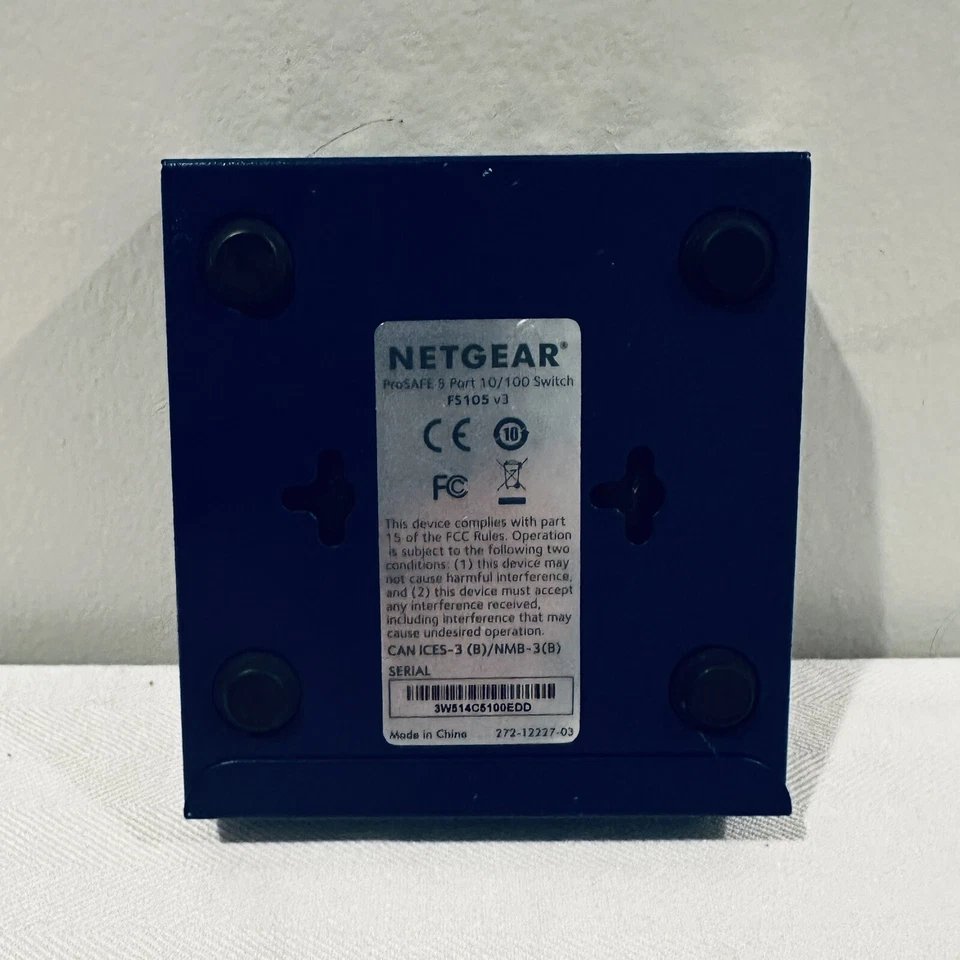 NETGEAR®
ProSAFE 5 Port 10/100 Switch
FS105 v3
CE 10
FC
This device complies with part
15 of the FCC Rules. Operation
is subject to the following two
conditions: (1) this device may
not cause harmful interference,
and (2) this device must accept
any interference received,
including interference that may
cause undesired operation.
CAN ICES-3 (B)/NMB-3(B)
SERIAL
3W514C5100EDD
Made in China 272-12227-03